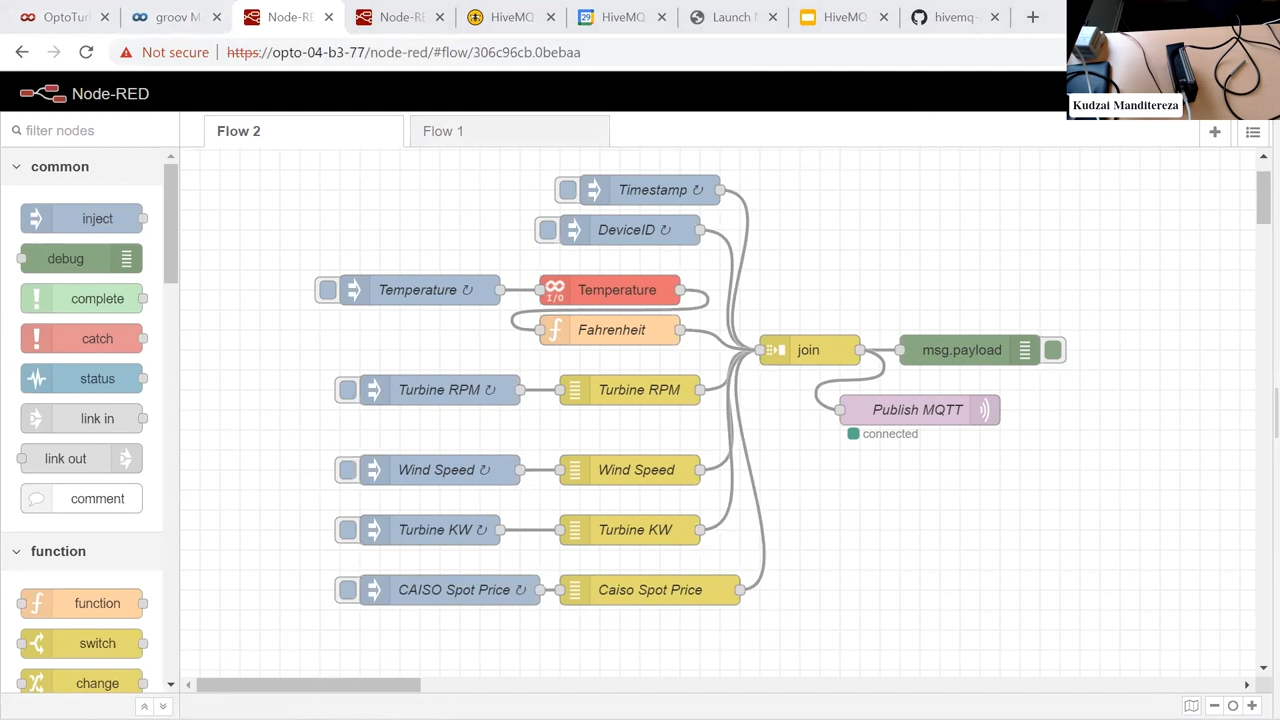 OptoTur
groov M
Node-RED
Node-RE
HiveMQ
HiveMQ
Launch
HiveMQ
hivemq-
Not secure
https://opto-04-b3-77/node-red/#flow/306c96cb.0bebaa
Kudzai Manditereza
Node-RED
filter nodes
Flow 2
Flow 1
common
inject
debug
complete
catch
status
link in
link out
comment
function
function
switch
change
Timestamp ↻
DeviceID ↻
Temperature ↻
I/O
Temperature
Fahrenheit
Turbine RPM ↻
Turbine RPM
Wind Speed ↻
Wind Speed
Turbine KW ↻
Turbine KW
CAISO Spot Price ↻
Caiso Spot Price
join
msg.payload
Publish MQTT
connected